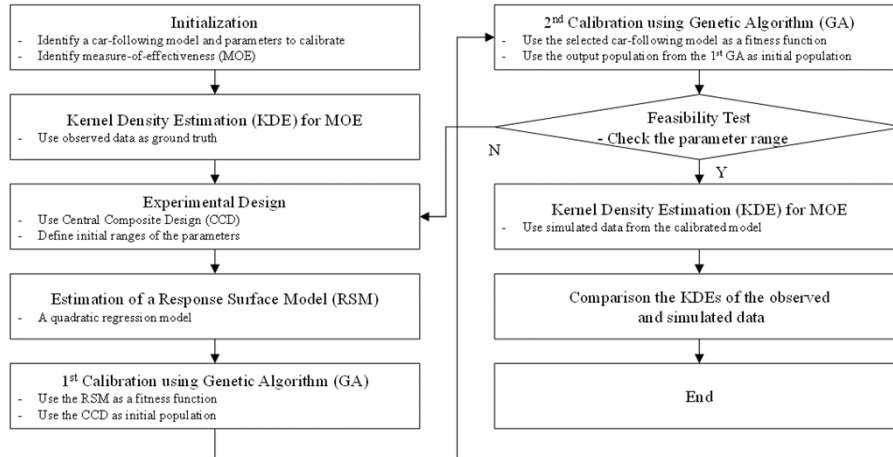 Initialization
- Identify a car-following model and parameters to calibrate
- Identify measure-of-effectiveness (MOE)
Kernel Density Estimation (KDE) for MOE
- Use observed data as ground truth
Experimental Design
- Use Central Composite Design (CCD)
- Define initial ranges of the parameters
Estimation of a Response Surface Model (RSM)
- A quadratic regression model
1st Calibration using Genetic Algorithm (GA)
- Use the RSM as a fitness function
- Use the CCD as initial population
2nd Calibration using Genetic Algorithm (GA)
- Use the selected car-following model as a fitness function
- Use the output population from the 1st GA as initial population
Feasibility Test
- Check the parameter range
N
Y
Kernel Density Estimation (KDE) for MOE
- Use simulated data from the calibrated model
Comparison the KDEs of the observed
and simulated data
End